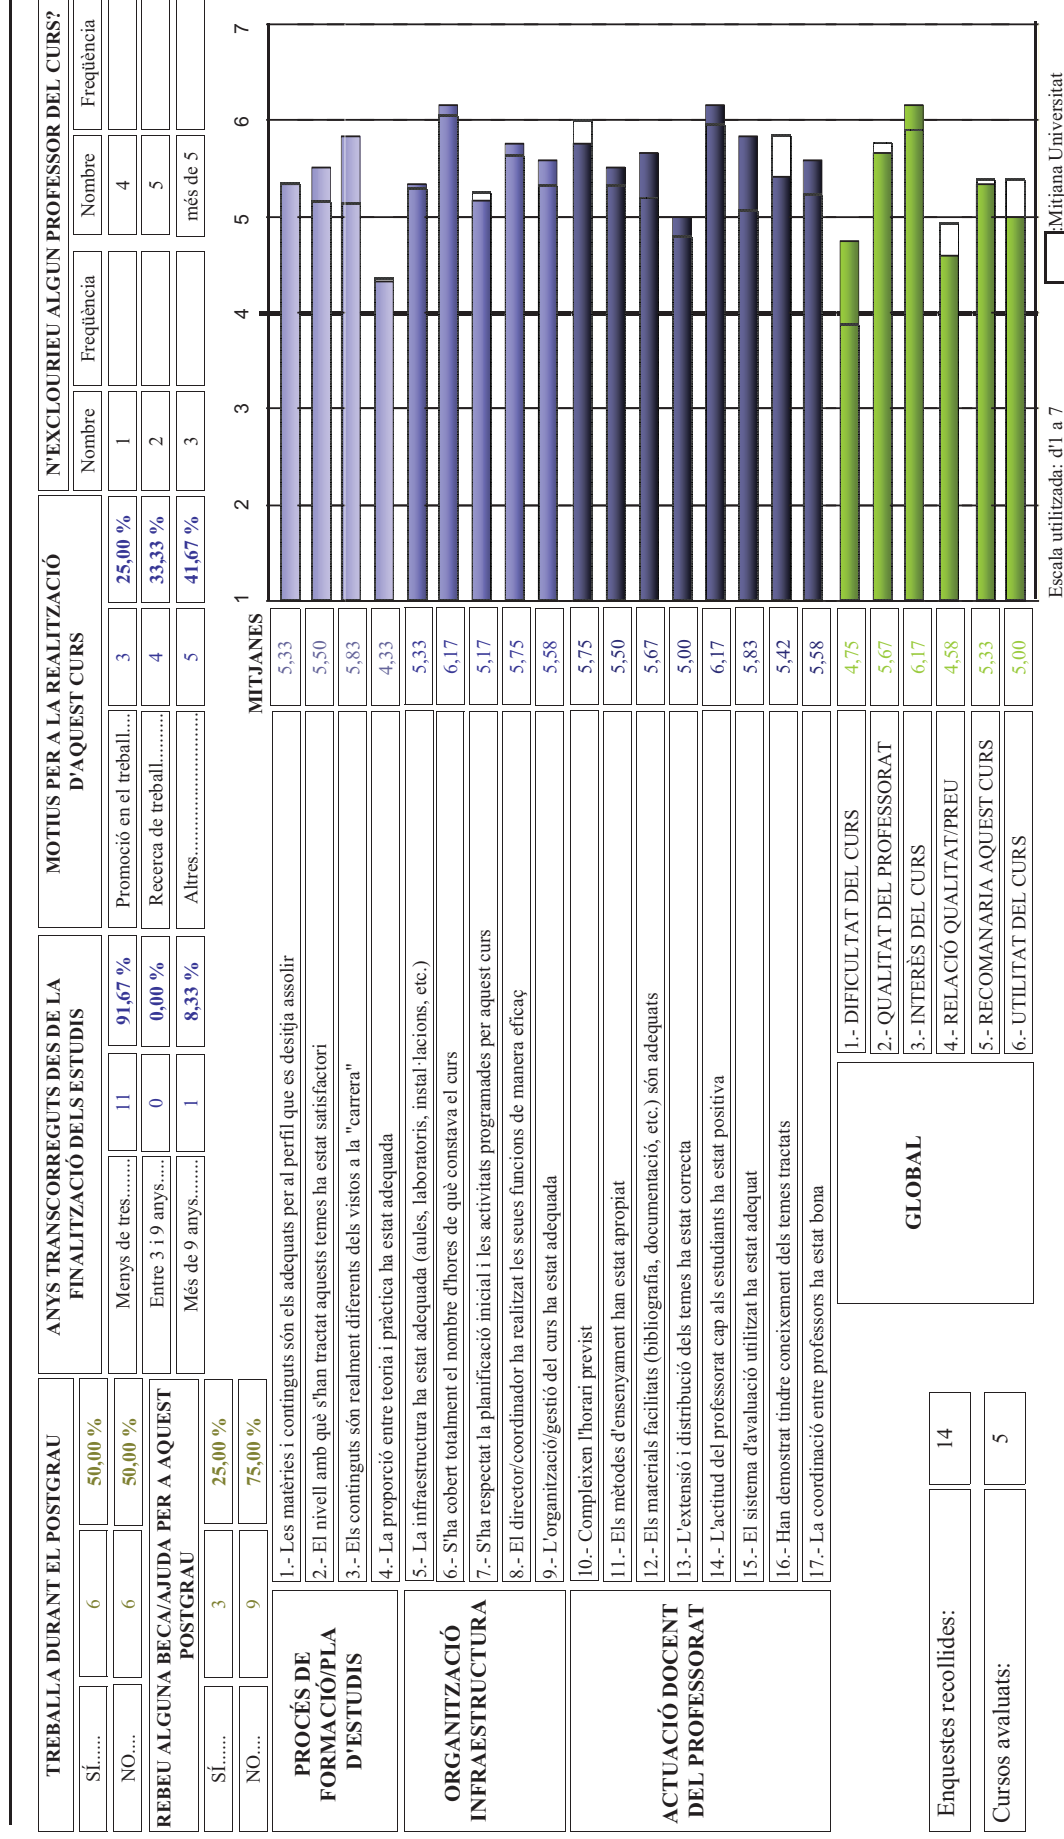 TREBALLA DURANT EL POSTGRAU
SÍ...... 6 50,00 %
NO.... 6 50,00 %
REBEU ALGUNA BECA/AJUDA PER A AQUEST
POSTGRAU
SÍ...... 3 25,00 %
NO.... 9 75,00 %
ANYS TRANSCORREGUTS DES DE LA
FINALITZACIÓ DELS ESTUDIS
Menys de tres....... 11 91,67 %
Entre 3 i 9 anys..... 0 0,00 %
Més de 9 anys........ 1 8,33 %
MOTIUS PER A LA REALITZACIÓ
D'AQUEST CURS
Promoció en el treball... 3 25,00 %
Recerca de treball.......... 4 33,33 %
Altres............................. 5 41,67 %
N'EXCLOURIEU ALGUN PROFESSOR DEL CURS?
Nombre Freqüència Nombre Freqüència
1 4
2 5
3 més de 5
MITJANES
1 2 3 4 5 6 7
PROCÉS DE
FORMACIÓ/PLA
D'ESTUDIS
1.- Les matèries i continguts són els adequats per al perfil que es desitja assolir 5,33
2.- El nivell amb què s'han tractat aquests temes ha estat satisfactori 5,50
3.- Els continguts són realment diferents dels vistos a la "carrera" 5,83
4.- La proporció entre teoria i pràctica ha estat adequada 4,33
ORGANITZACIÓ
INFRAESTRUCTURA
5.- La infraestructura ha estat adequada (aules, laboratoris, instal·lacions, etc.) 5,33
6.- S'ha cobert totalment el nombre d'hores de què constava el curs 6,17
7.- S'ha respectat la planificació inicial i les activitats programades per aquest curs 5,17
8.- El director/coordinador ha realitzat les seues funcions de manera eficaç 5,75
9.- L'organització/gestió del curs ha estat adequada 5,58
ACTUACIÓ DOCENT
DEL PROFESSORAT
10.- Compleixen l'horari previst 5,75
11.- Els mètodes d'ensenyament han estat apropiat 5,50
12.- Els materials facilitats (bibliografia, documentació, etc.) són adequats 5,67
13.- L'extensió i distribució dels temes ha estat correcta 5,00
14.- L'actitud del professorat cap als estudiants ha estat positiva 6,17
15.- El sistema d'avaluació utilitzat ha estat adequat 5,83
16.- Han demostrat tindre coneixement dels temes tractats 5,42
17.- La coordinació entre professors ha estat bona 5,58
GLOBAL
1.- DIFICULTAT DEL CURS 4,75
2.- QUALITAT DEL PROFESSORAT 5,67
3.- INTERÈS DEL CURS 6,17
4.- RELACIÓ QUALITAT/PREU 4,58
5.- RECOMANARIA AQUEST CURS 5,33
6.- UTILITAT DEL CURS 5,00
Enquestes recollides: 14
Cursos avaluats: 5
Escala utilitzada: d'1 a 7
:Mitjana Universitat